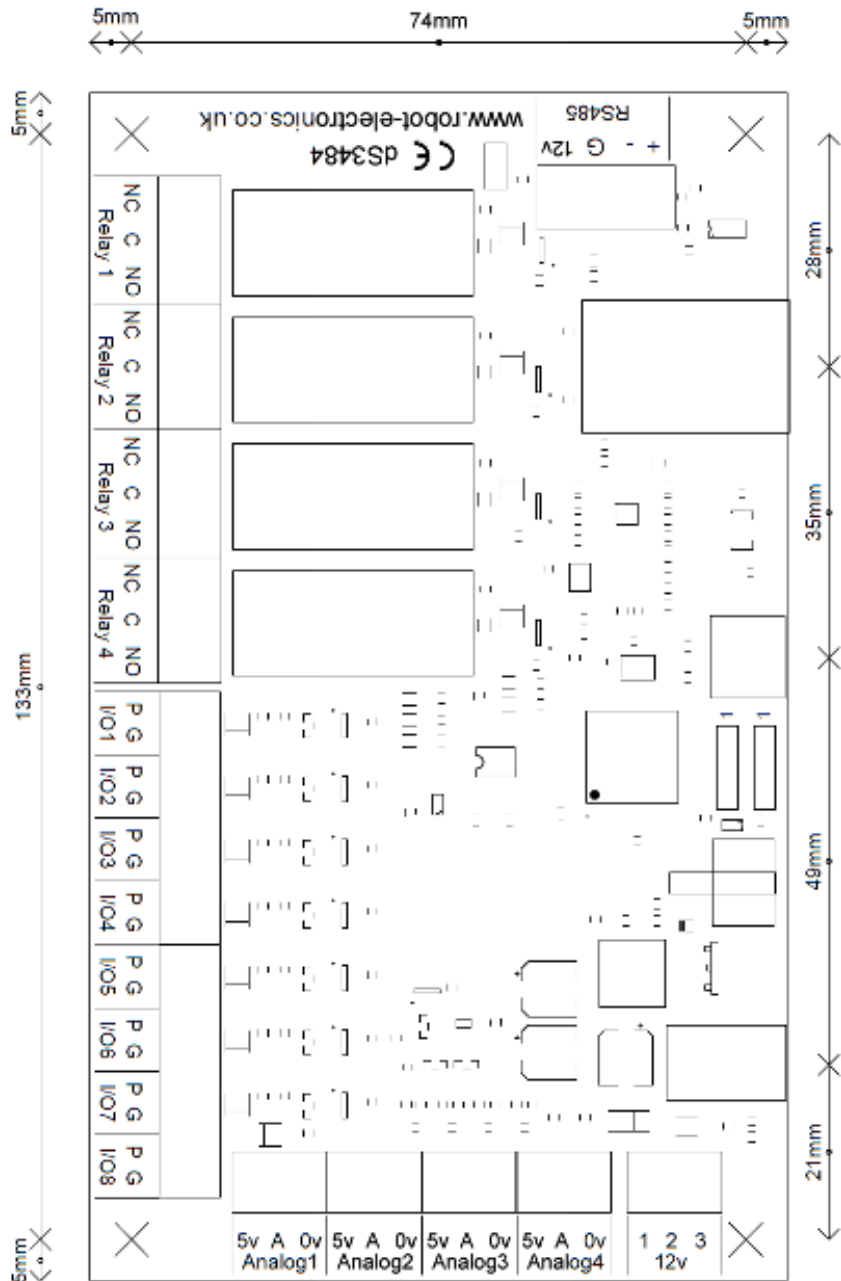 5mm 74mm 5mm
5mm
www.robot-electronics.co.uk
RS485
CE dS3484
+ - G 12v
NC C NO
Relay 1
28mm
NC C NO
Relay 2
NC C NO
Relay 3
35mm
NC C NO
Relay 4
133mm
P G
I/O1
1 1
P G
I/O2
P G
I/O3
49mm
P G
I/O4
P G
I/O5
P G
I/O6
P G
I/O7
P G
I/O8
21mm
5v A 0v 5v A 0v 5v A 0v 5v A 0v 1 2 3
Analog1 Analog2 Analog3 Analog4 12v
5mm